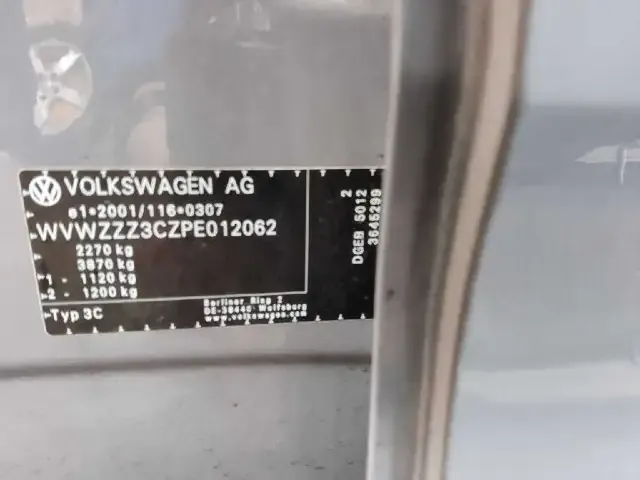 VOLKSWAGEN AG
e1*2001/116*0307
WVWZZZ3CZPE012062
2270 kg
3870 kg
1 - 1120 kg
2 - 1200 kg
Typ 3C
Berliner Ring 2
DE-38440 Wolfsburg
www.volkswagen.com
2
DGEB 5012
3645299